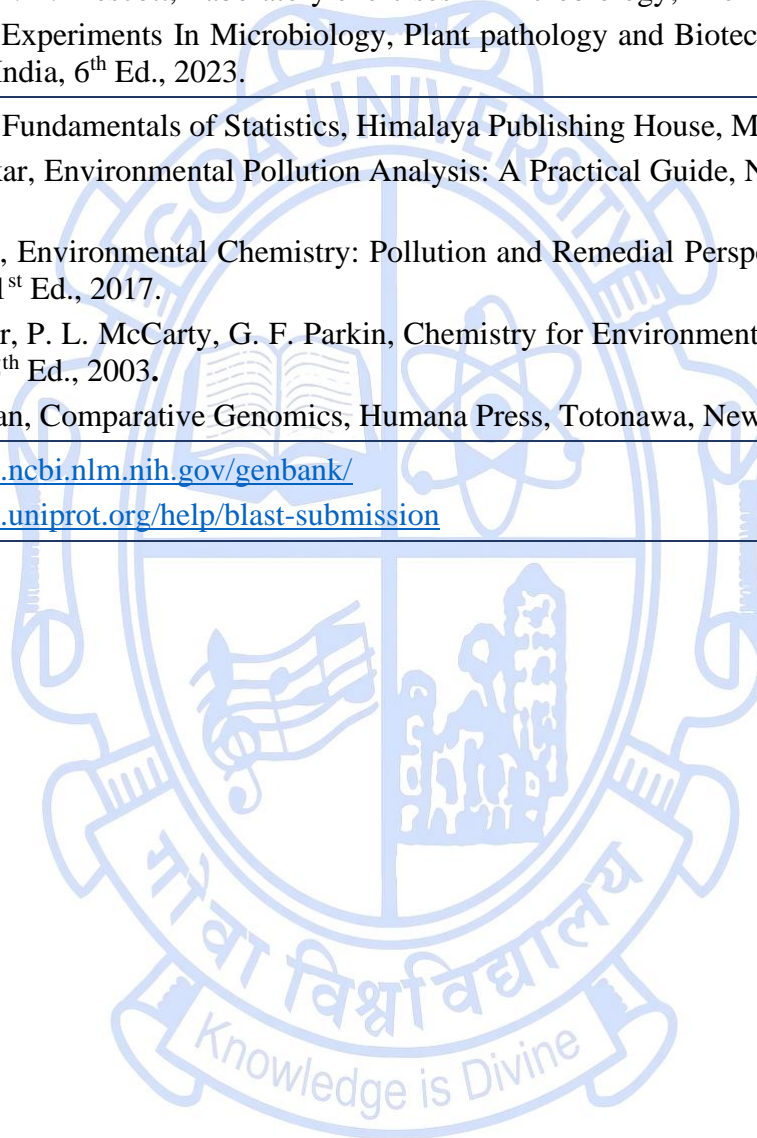 Experiments In Microbiology, Plant pathology and Biotec
India, 6th Ed., 2023.
Fundamentals of Statistics, Himalaya Publishing House, M
kar, Environmental Pollution Analysis: A Practical Guide, N
, Environmental Chemistry: Pollution and Remedial Perspe
1st Ed., 2017.
r, P. L. McCarty, G. F. Parkin, Chemistry for Environment
th Ed., 2003.
an, Comparative Genomics, Humana Press, Totonawa, New
.ncbi.nlm.nih.gov/genbank/
.uniprot.org/help/blast-submission
GOA UNIVERSITY
गोंवा विश्वविद्यालय
Knowledge is Divine